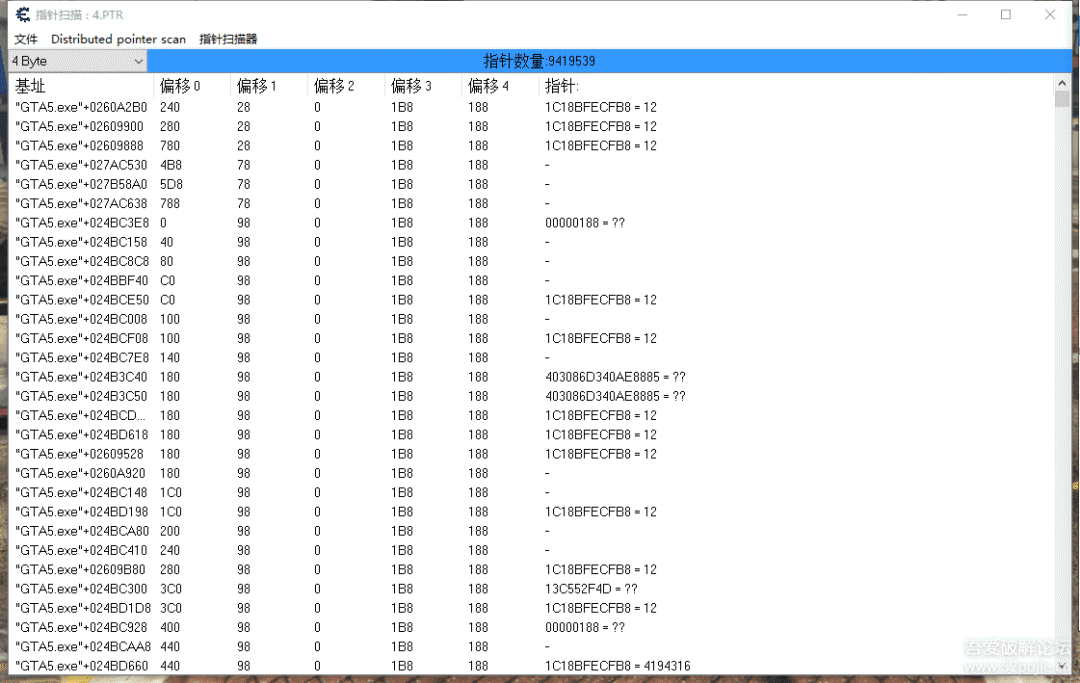 指针扫描 : 4.PTR
文件 Distributed pointer scan 指针扫描器
4 Byte 指针数量:9419539
基址 偏移 0 偏移 1 偏移 2 偏移 3 偏移 4 指针:
"GTA5.exe"+0260A2B0 240 28 0 1B8 188 1C18BFECFB8 = 12
"GTA5.exe"+02609900 280 28 0 1B8 188 1C18BFECFB8 = 12
"GTA5.exe"+02609888 780 28 0 1B8 188 1C18BFECFB8 = 12
"GTA5.exe"+027AC530 4B8 78 0 1B8 188 -
"GTA5.exe"+027B58A0 5D8 78 0 1B8 188 -
"GTA5.exe"+027AC638 788 78 0 1B8 188 -
"GTA5.exe"+024BC3E8 0 98 0 1B8 188 00000188 = ??
"GTA5.exe"+024BC158 40 98 0 1B8 188 -
"GTA5.exe"+024BC8C8 80 98 0 1B8 188 -
"GTA5.exe"+024BBF40 C0 98 0 1B8 188 -
"GTA5.exe"+024BCE50 C0 98 0 1B8 188 1C18BFECFB8 = 12
"GTA5.exe"+024BC008 100 98 0 1B8 188 -
"GTA5.exe"+024BCF08 100 98 0 1B8 188 1C18BFECFB8 = 12
"GTA5.exe"+024BC7E8 140 98 0 1B8 188 -
"GTA5.exe"+024B3C40 180 98 0 1B8 188 403086D340AE8885 = ??
"GTA5.exe"+024B3C50 180 98 0 1B8 188 403086D340AE8885 = ??
"GTA5.exe"+024BCD... 180 98 0 1B8 188 1C18BFECFB8 = 12
"GTA5.exe"+024BD618 180 98 0 1B8 188 1C18BFECFB8 = 12
"GTA5.exe"+02609528 180 98 0 1B8 188 1C18BFECFB8 = 12
"GTA5.exe"+0260A920 180 98 0 1B8 188 -
"GTA5.exe"+024BC148 1C0 98 0 1B8 188 -
"GTA5.exe"+024BD198 1C0 98 0 1B8 188 1C18BFECFB8 = 12
"GTA5.exe"+024BCA80 200 98 0 1B8 188 -
"GTA5.exe"+024BC410 240 98 0 1B8 188 -
"GTA5.exe"+02609B80 280 98 0 1B8 188 1C18BFECFB8 = 12
"GTA5.exe"+024BC300 3C0 98 0 1B8 188 13C552F4D = ??
"GTA5.exe"+024BD1D8 3C0 98 0 1B8 188 1C18BFECFB8 = 12
"GTA5.exe"+024BC928 400 98 0 1B8 188 00000188 = ??
"GTA5.exe"+024BCAA8 440 98 0 1B8 188 -
"GTA5.exe"+024BD660 440 98 0 1B8 188 1C18BFECFB8 = 4194316
吾爱破解论坛